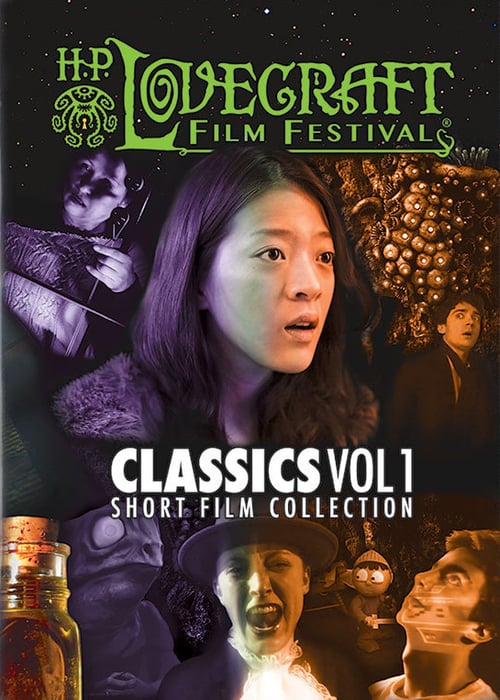 H.P.
LOVECRAFT
FILM FESTIVAL®
CLASSICS VOL 1
SHORT FILM COLLECTION